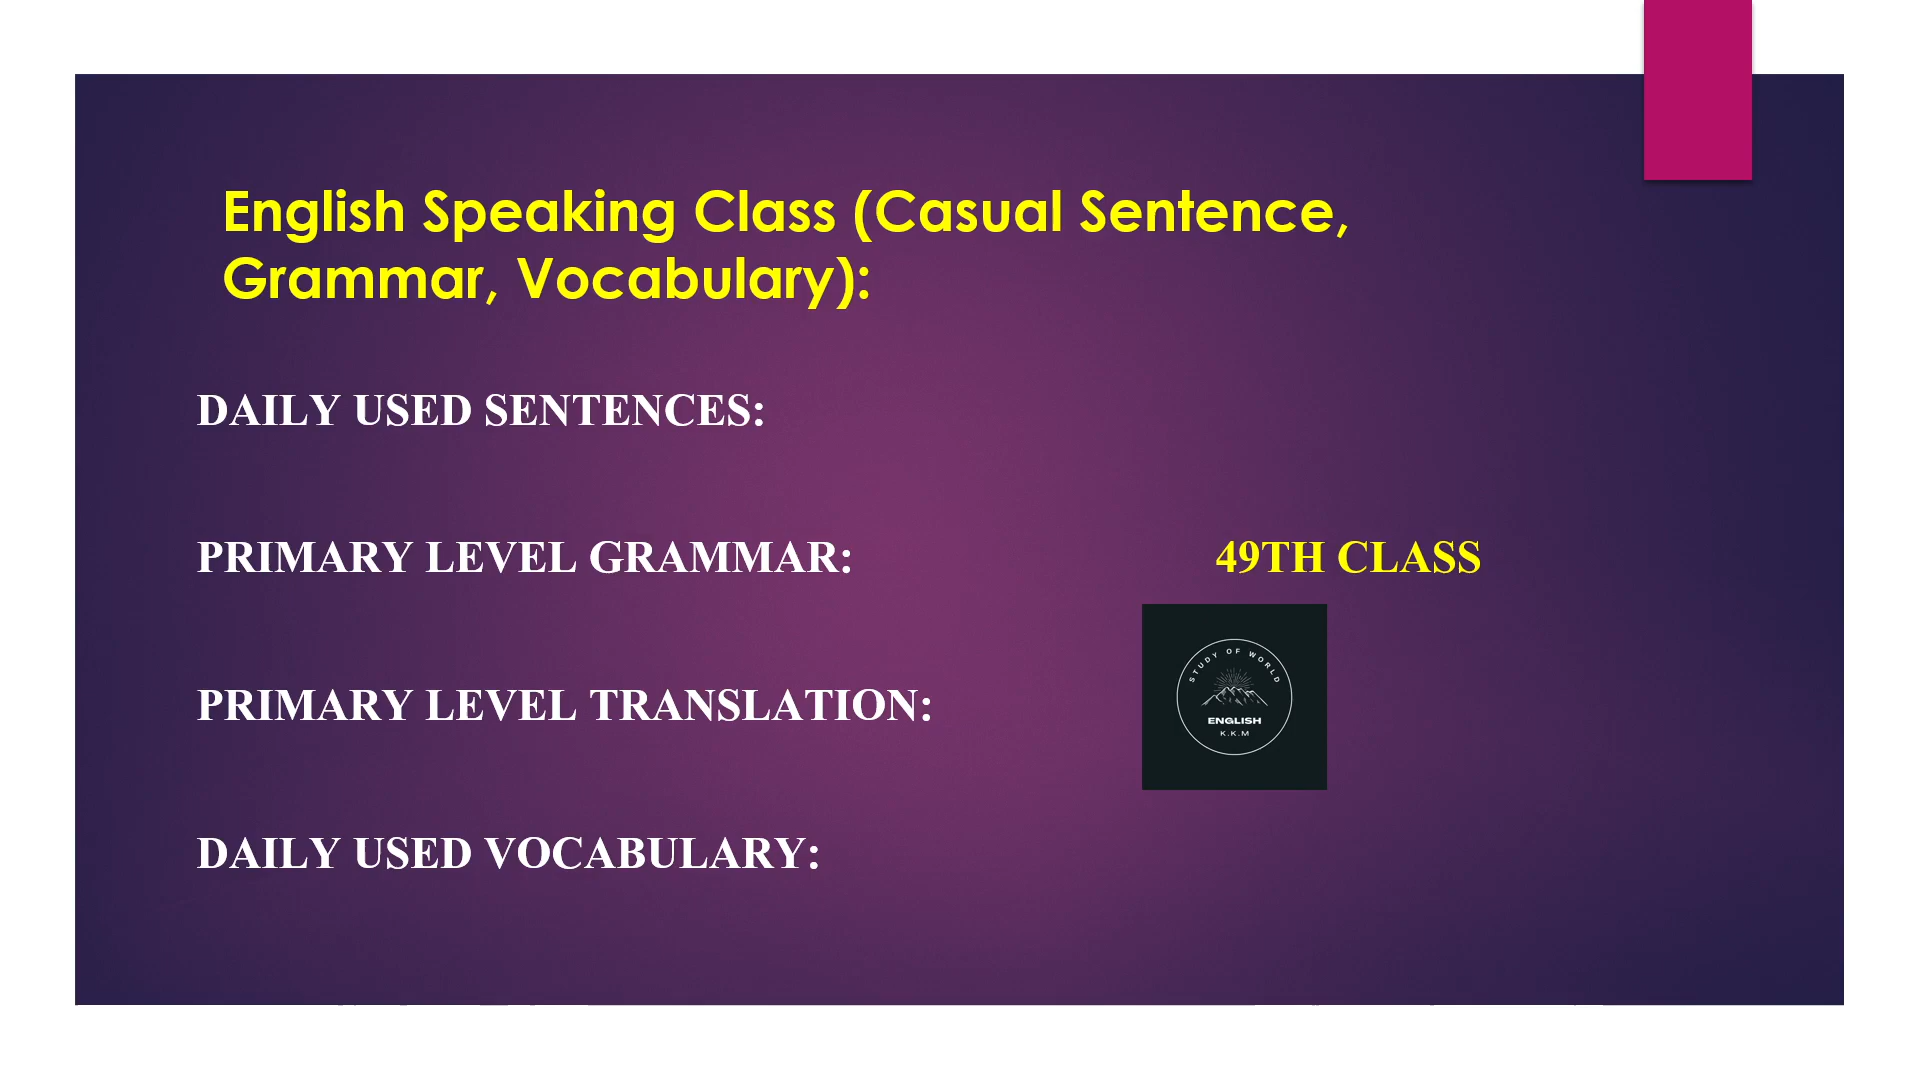 English Speaking Class (Casual Sentence,
Grammar, Vocabulary):
DAILY USED SENTENCES:
PRIMARY LEVEL GRAMMAR:
49TH CLASS
PRIMARY LEVEL TRANSLATION:
STUDY OF WORLD
ENGLISH
K.K.M
DAILY USED VOCABULARY: